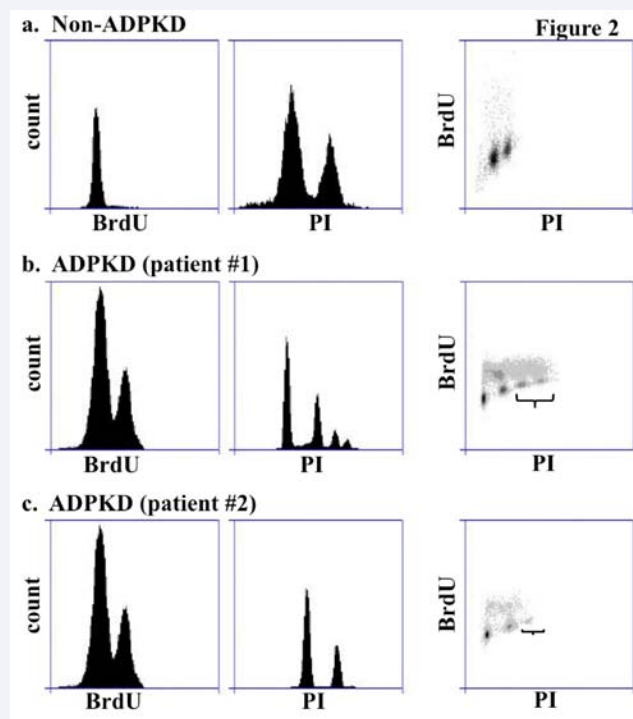 a. Non-ADPKD
Figure 2
count
BrdU
PI
BrdU
PI
b. ADPKD (patient #1)
count
BrdU
PI
BrdU
PI
c. ADPKD (patient #2)
count
BrdU
PI
BrdU
PI